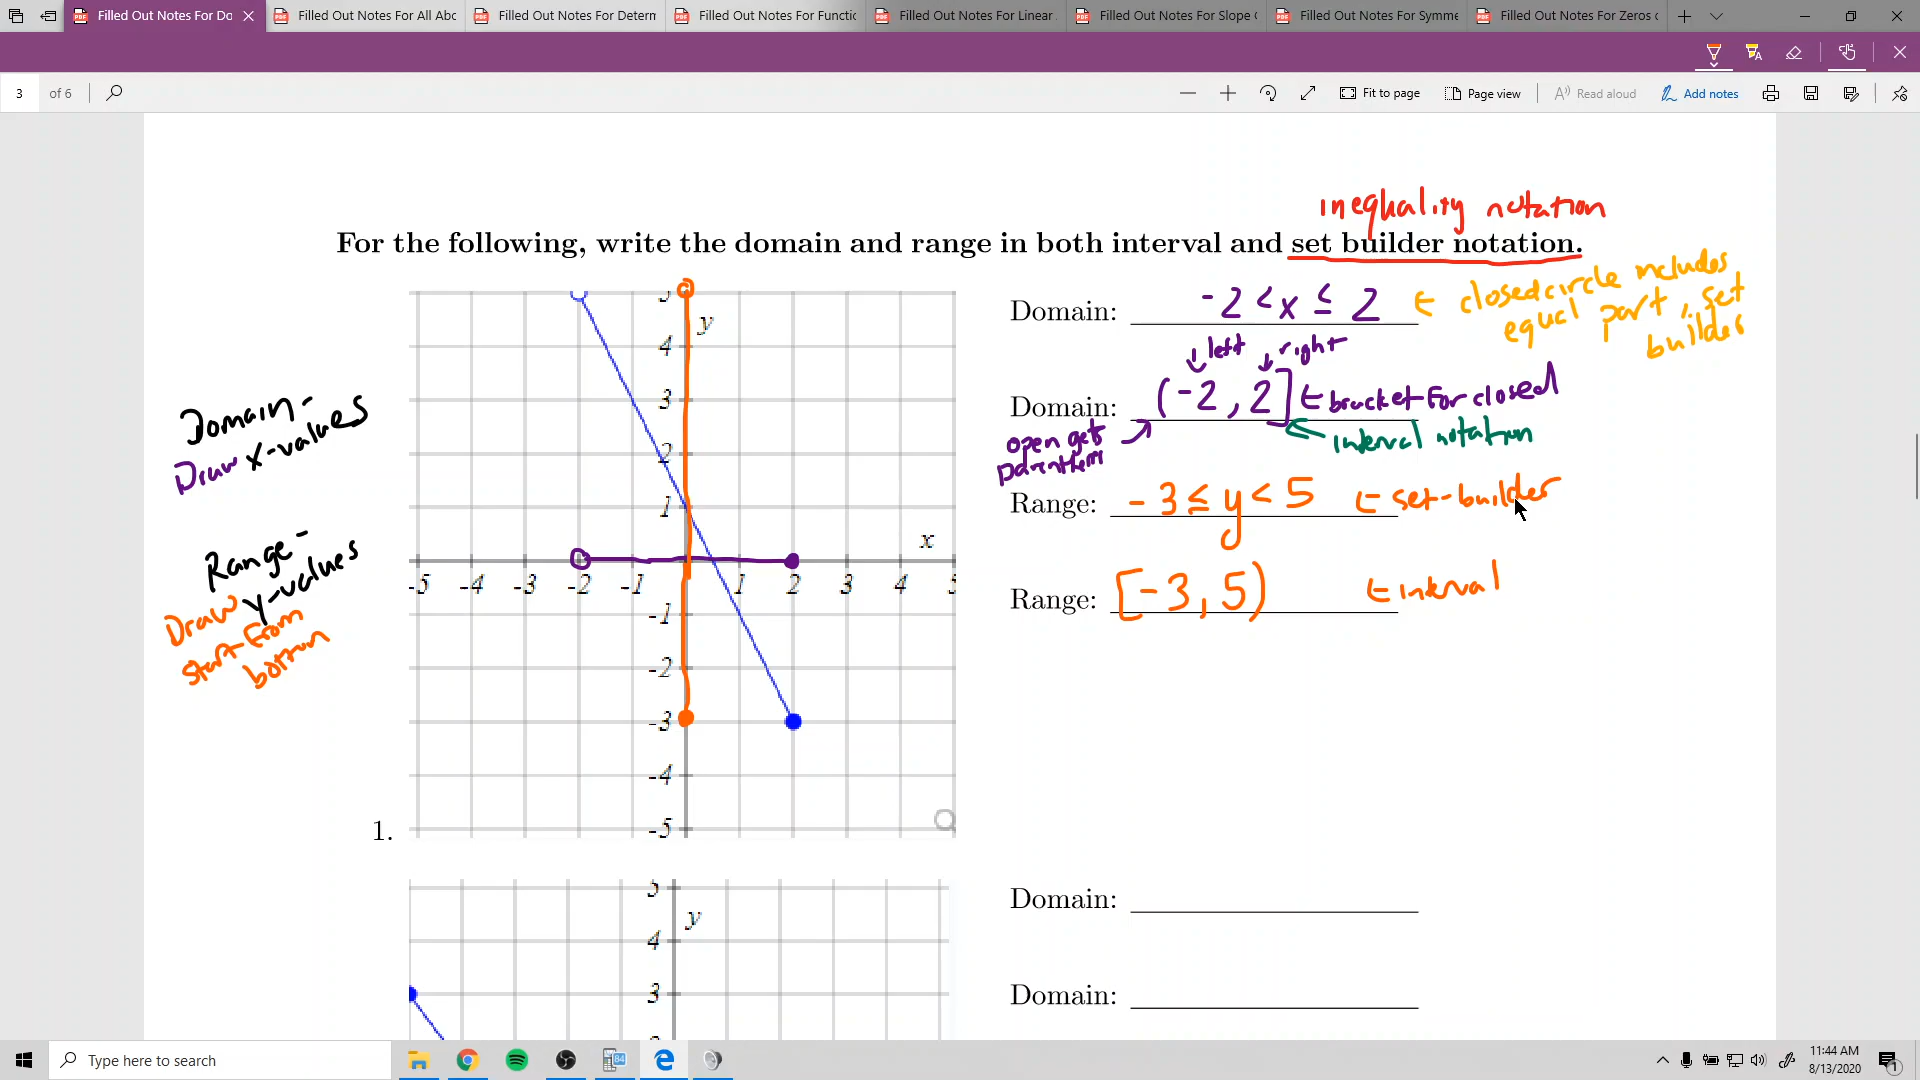 Filled Out Notes For Do
Filled Out Notes For All Abc
Filled Out Notes For Determ
Filled Out Notes For Functio
Filled Out Notes For Linear
Filled Out Notes For Slope
Filled Out Notes For Symme
Filled Out Notes For Zeros
3 of 6
Fit to page
Page view
Read aloud
Add notes
inequality notation
For the following, write the domain and range in both interval and set builder notation.
Domain: -2 < x ≤ 2
closed circle includes
equal part, set
builder
left right
Domain: (-2, 2] bracket for closed
open gets
interval notation
Range: -3 ≤ y < 5 set-builder
Range: [-3, 5) interval
Domain-
Draw x-values
Range-
y-values
Draw
start from
bottom
y
4
3
2
1
x
-5 -4 -3 -2 -1 1 2 3 4 5
-1
-2
-3
-4
-5
1.
5
y
4
3
Domain:
Domain:
Type here to search
84
11:44 AM
8/13/2020
1